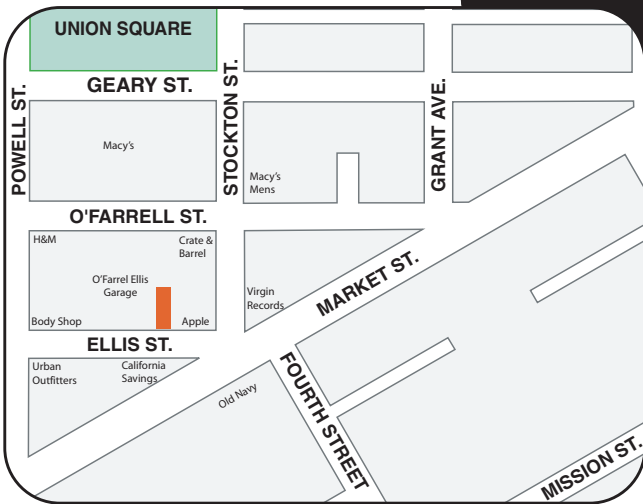 UNION SQUARE
GEARY ST.
POWELL ST.
STOCKTON ST.
GRANT AVE.
Macy's
Macy's
Mens
O'FARRELL ST.
H&M
Crate &
Barrel
O'Farrel Ellis
Garage
Body Shop
Apple
Virgin
Records
MARKET ST.
ELLIS ST.
Urban
Outfitters
California
Savings
Old Navy
FOURTH STREET
MISSION ST.